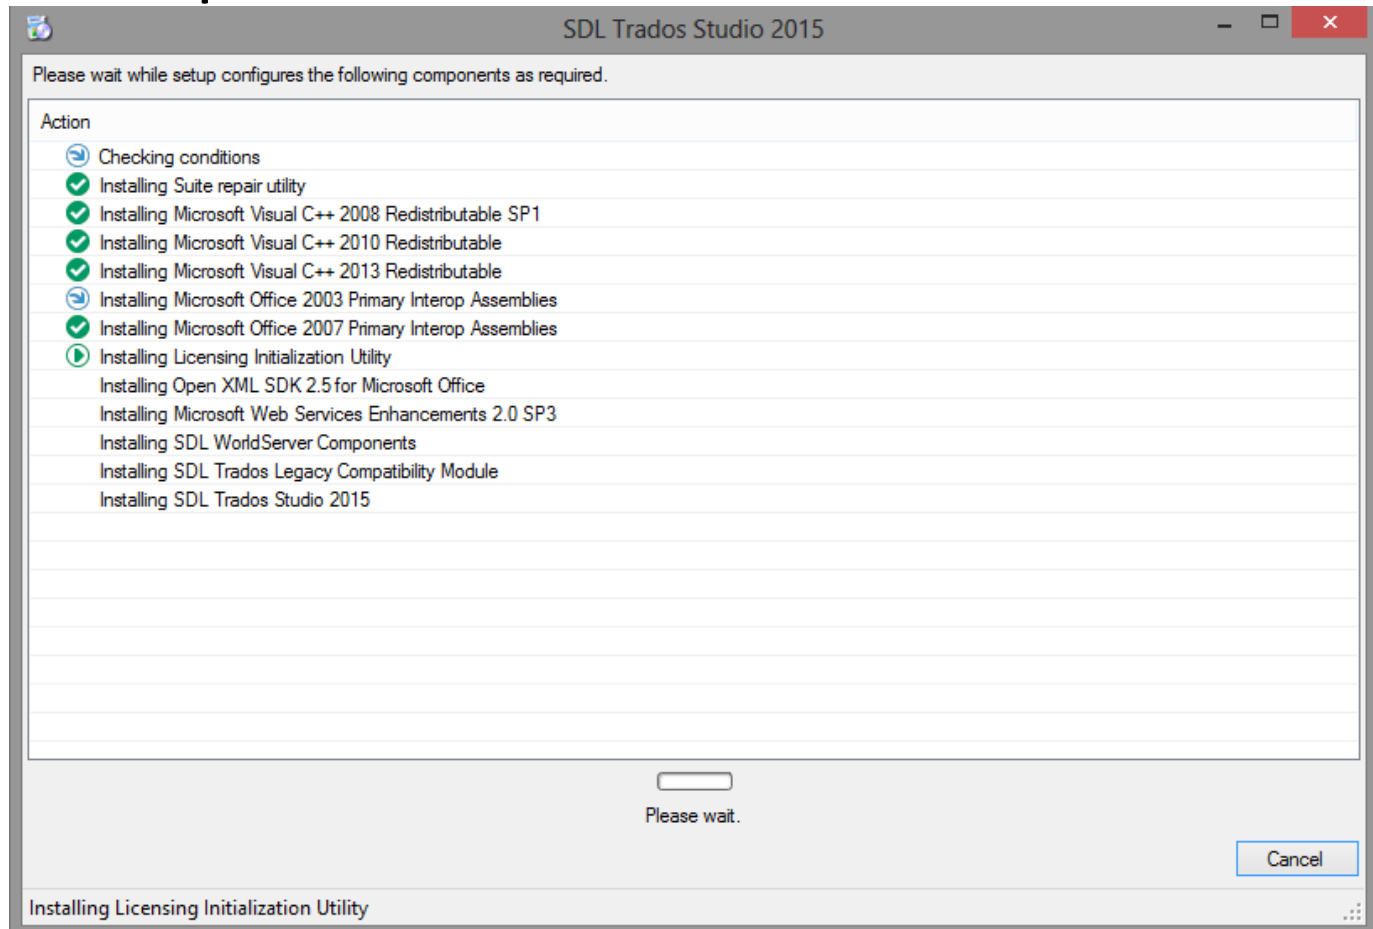 SDL Trados Studio 2015
Please wait while setup configures the following components as required.
Action
Checking conditions
Installing Suite repair utility
Installing Microsoft Visual C++ 2008 Redistributable SP1
Installing Microsoft Visual C++ 2010 Redistributable
Installing Microsoft Visual C++ 2013 Redistributable
Installing Microsoft Office 2003 Primary Interop Assemblies
Installing Microsoft Office 2007 Primary Interop Assemblies
Installing Licensing Initialization Utility
Installing Open XML SDK 2.5 for Microsoft Office
Installing Microsoft Web Services Enhancements 2.0 SP3
Installing SDL WorldServer Components
Installing SDL Trados Legacy Compatibility Module
Installing SDL Trados Studio 2015
Please wait.
Cancel
Installing Licensing Initialization Utility